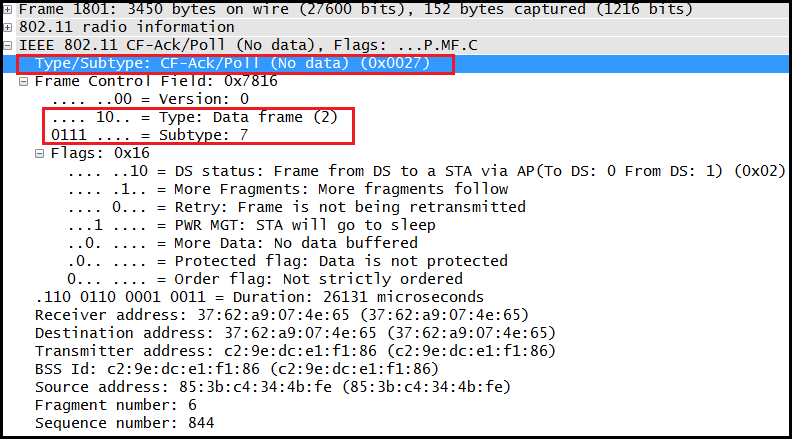 Frame 1801: 3450 bytes on wire (27600 bits), 152 bytes captured (1216 bits)
802.11 radio information
IEEE 802.11 CF-Ack/Poll (No data), Flags: ...P.MF.C
Type/Subtype: CF-Ack/Poll (No data) (0x0027)
Frame Control Field: 0x7816
.... ..00 = Version: 0
.... 10.. = Type: Data frame (2)
0111 .... = Subtype: 7
Flags: 0x16
.... ..10 = DS status: Frame from DS to a STA via AP(To DS: 0 From DS: 1) (0x02)
.... .1.. = More Fragments: More fragments follow
.... 0... = Retry: Frame is not being retransmitted
...1 .... = PWR MGT: STA will go to sleep
..0. .... = More Data: No data buffered
.0.. .... = Protected flag: Data is not protected
0... .... = Order flag: Not strictly ordered
.110 0110 0001 0011 = Duration: 26131 microseconds
Receiver address: 37:62:a9:07:4e:65 (37:62:a9:07:4e:65)
Destination address: 37:62:a9:07:4e:65 (37:62:a9:07:4e:65)
Transmitter address: c2:9e:dc:e1:f1:86 (c2:9e:dc:e1:f1:86)
BSS Id: c2:9e:dc:e1:f1:86 (c2:9e:dc:e1:f1:86)
Source address: 85:3b:c4:34:4b:fe (85:3b:c4:34:4b:fe)
Fragment number: 6
Sequence number: 844